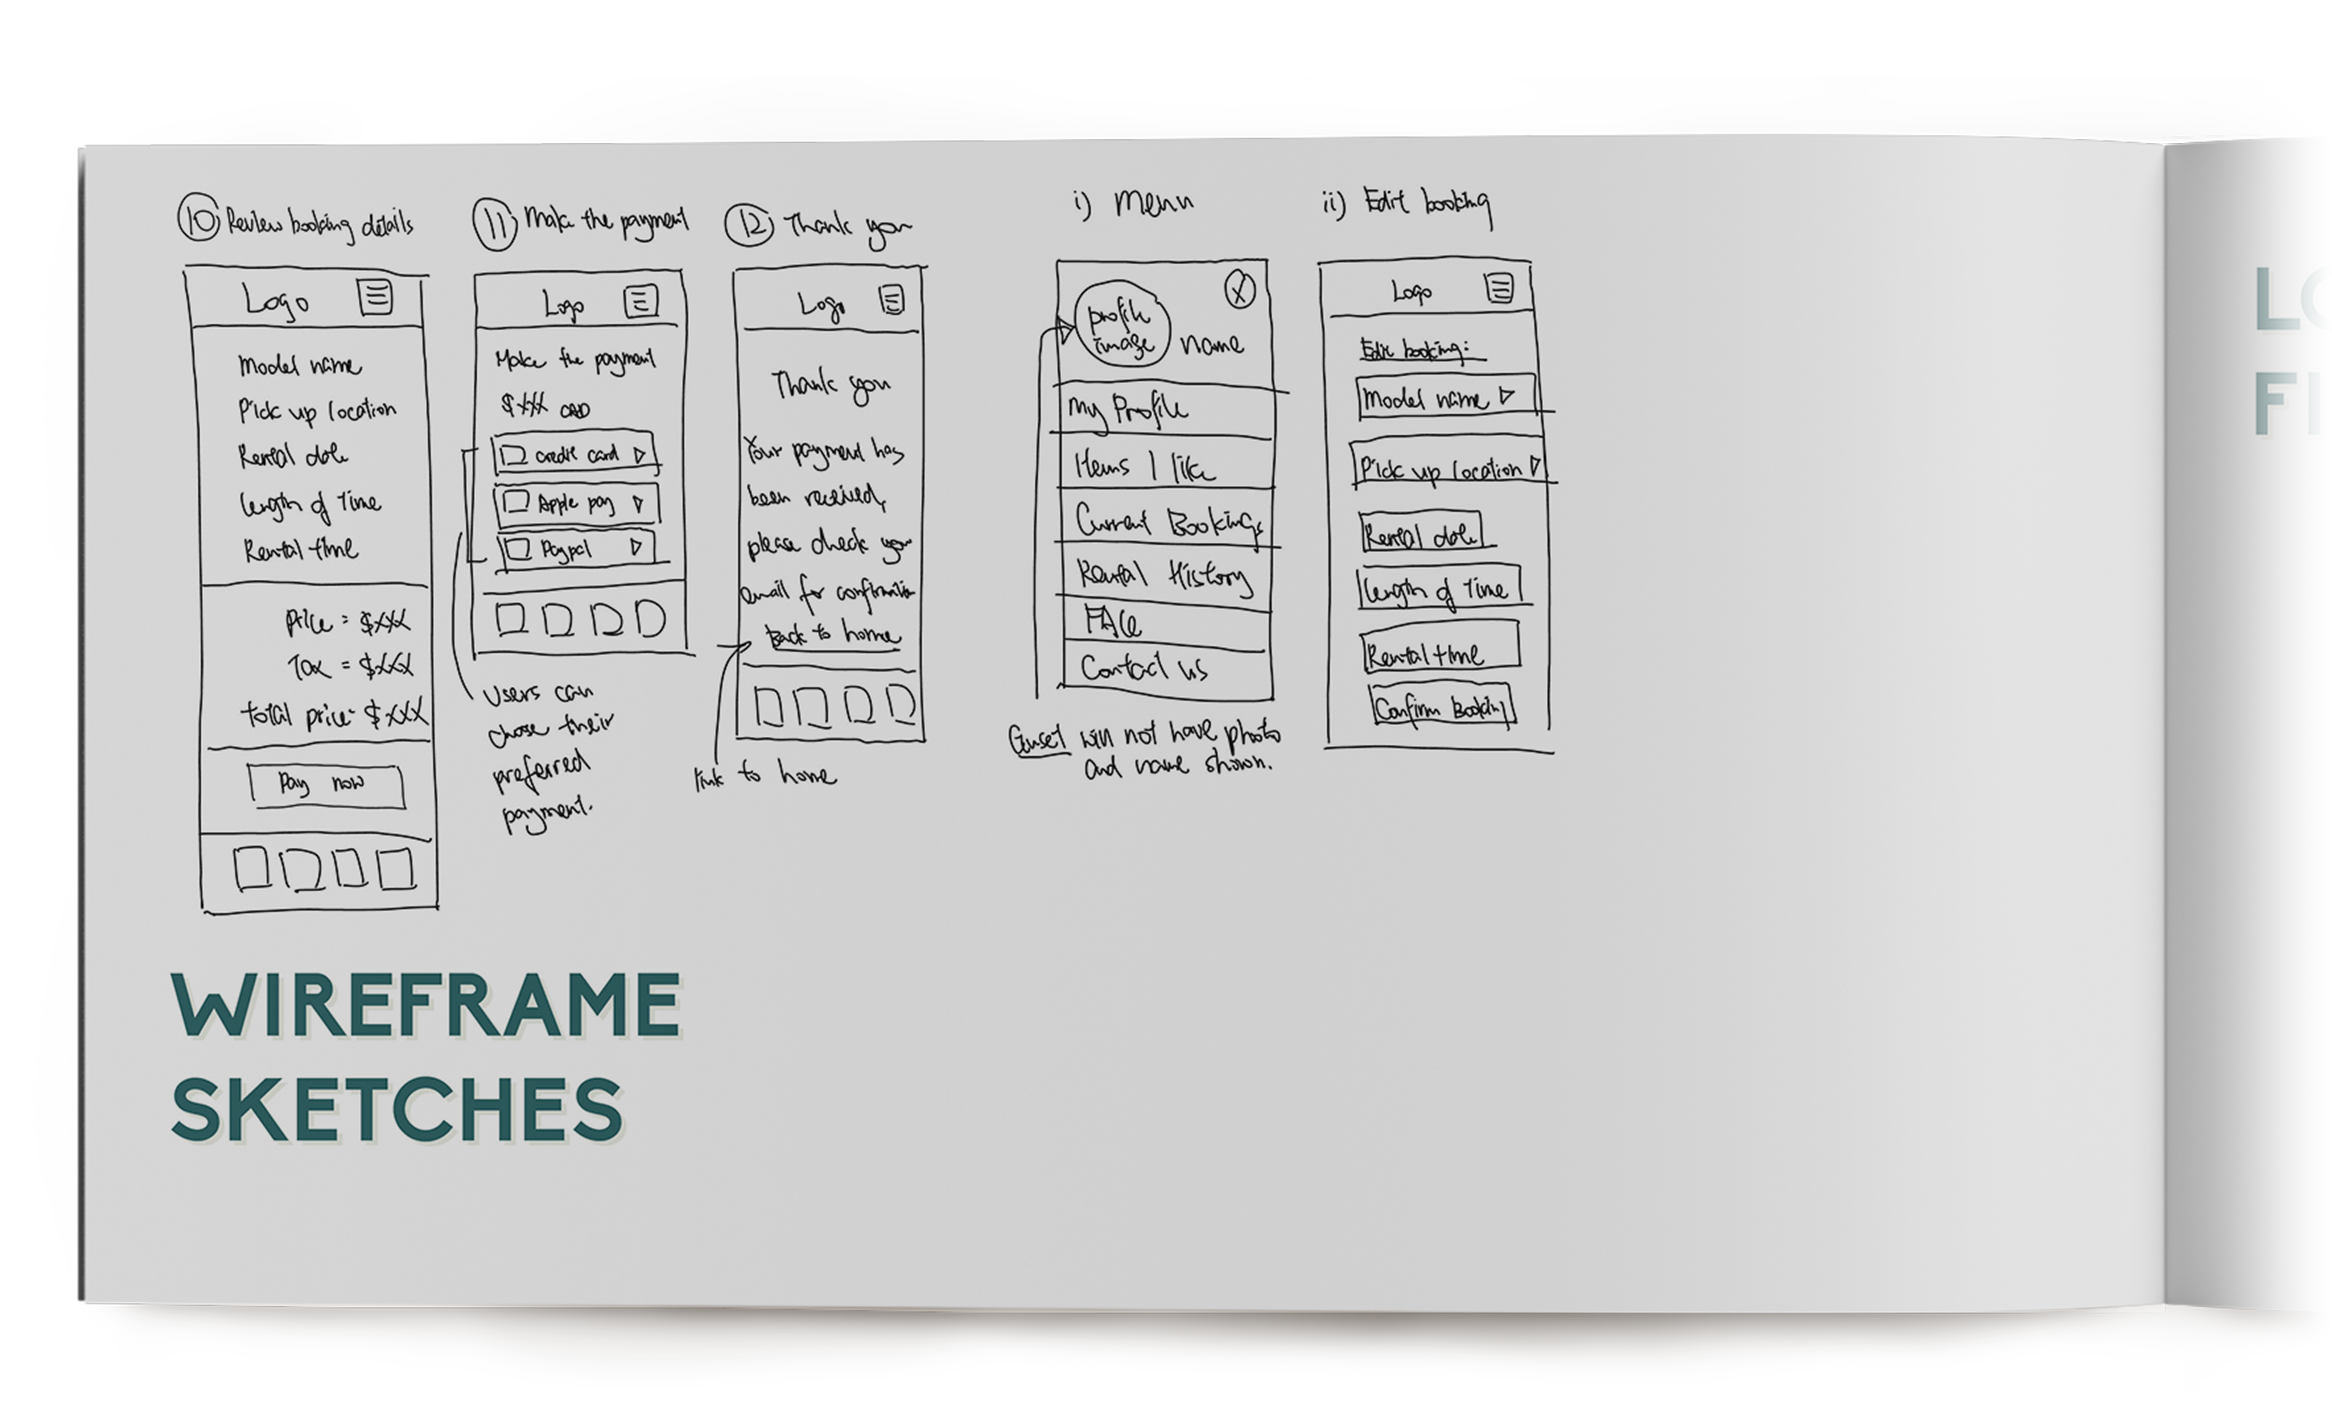 10 Review booking details
Logo
Model name
Pick up location
Rental date
length of Time
Rental time
Price = $XXX
Tax = $XXX
total price = $XXX
Pay now
11 Make the payment
Logo
Make the payment
$XXX CAD
credit card
Apple pay
Paypal
Users can
chose their
preferred
payment.
12 Thank you
Logo
Thank you
Your payment has
been received,
please check your
email for confirmation
Back to home
link to home
i) Menu
profile
image
name
X
My Profile
Items I like
Current Bookings
Rental History
FAQ
Contact us
Guest will not have photo
and name shown.
ii) Edit booking
Logo
Edit booking:
Model name
Pick up location
Rental date
length of Time
Rental time
Confirm Booking
WIREFRAME
SKETCHES
LO
FI